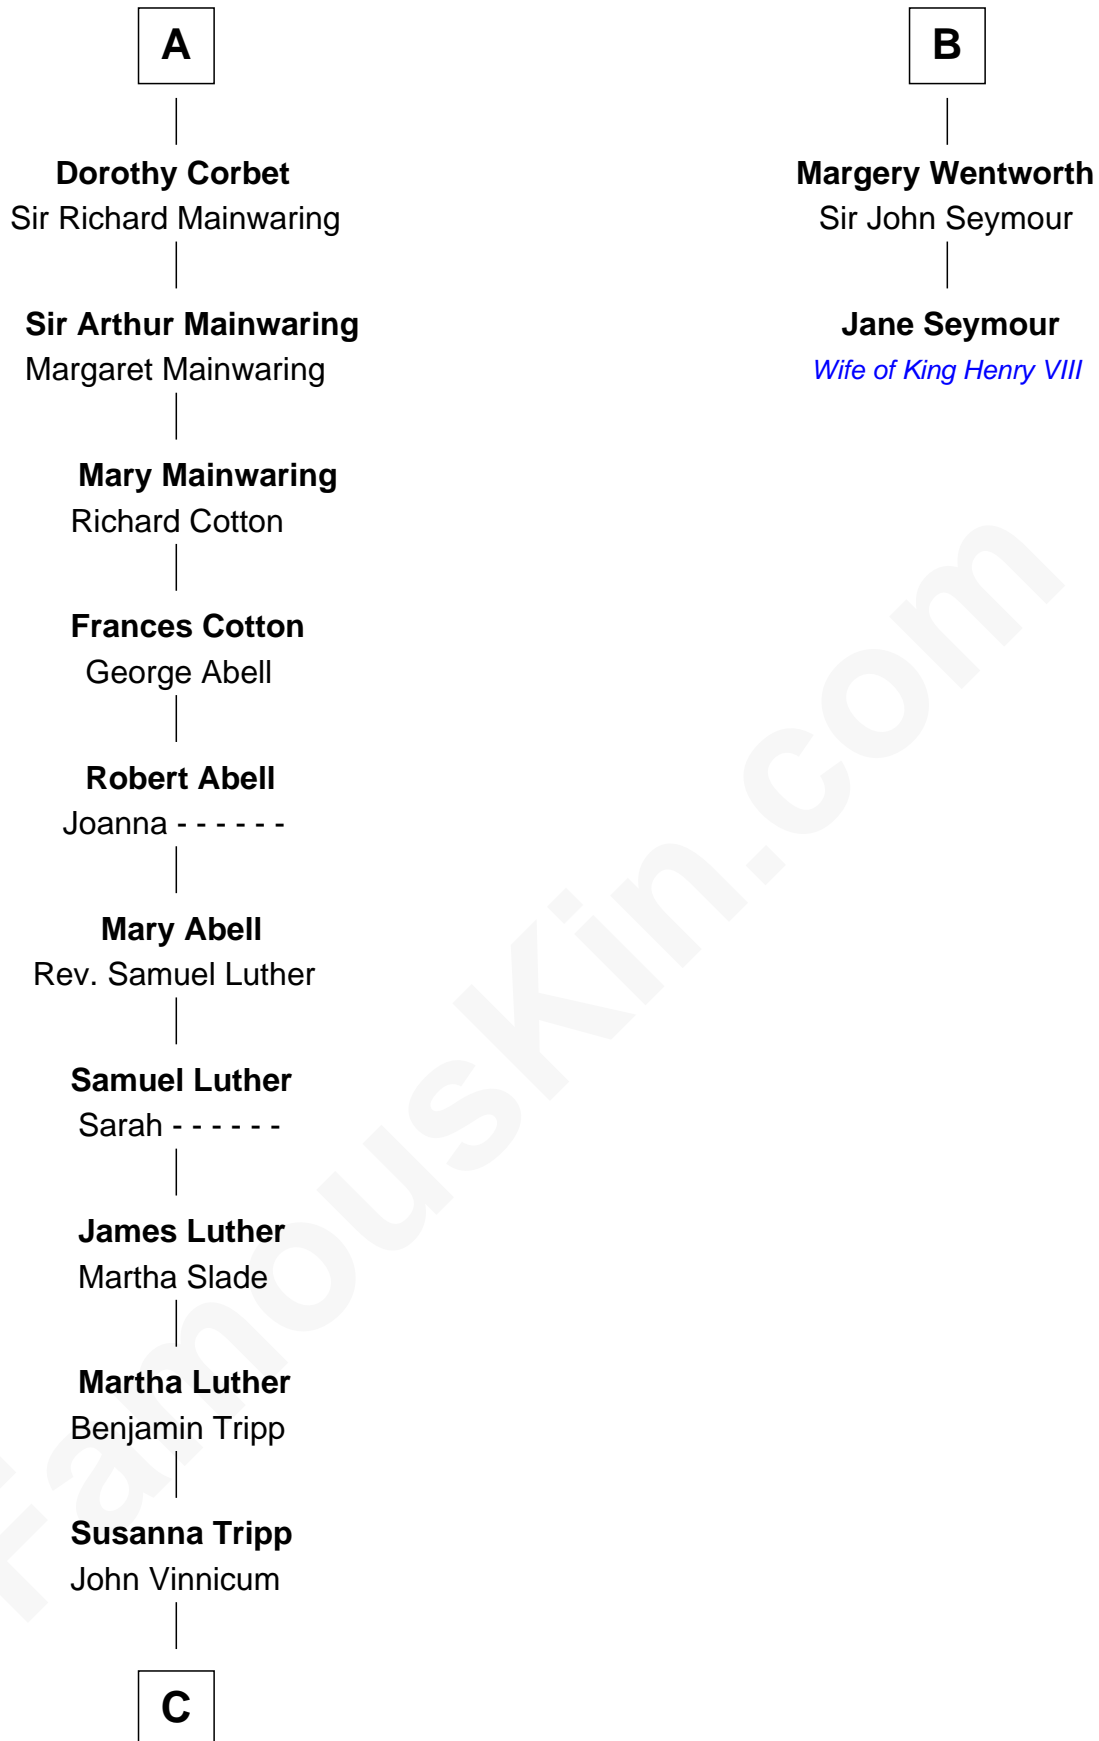 A
Dorothy Corbet
Sir Richard Mainwaring
Sir Arthur Mainwaring
Margaret Mainwaring
Mary Mainwaring
Richard Cotton
Frances Cotton
George Abell
Robert Abell
Joanna - - - - - -
Mary Abell
Rev. Samuel Luther
Samuel Luther
Sarah - - - - - -
James Luther
Martha Slade
Martha Luther
Benjamin Tripp
Susanna Tripp
John Vinnicum
C
B
Margery Wentworth
Sir John Seymour
Jane Seymour
Wife of King Henry VIII
FamousKin.com